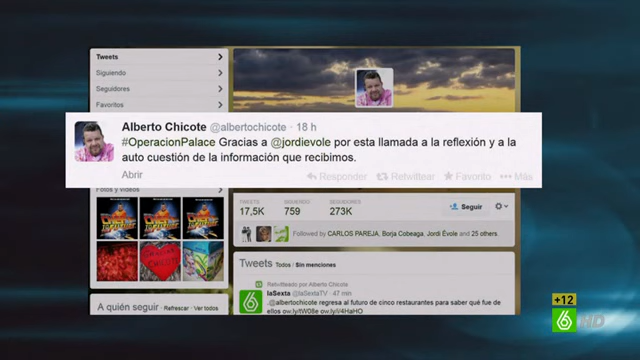 Tweets
Siguiendo
Seguidores
Favoritos
Alberto Chicote @albertochicote · 18 h
#OperacionPalace Gracias a @jordievole por esta llamada a la reflexión y a la
auto cuestión de la información que recibimos.
Abrir
Responder Retwittear Favorito Más
Fotos y vídeos
TWEETS SIGUIENDO SEGUIDORES
17,5K 759 273K
Seguir
Followed by CARLOS PAREJA, Borja Cobeaga, Jordi Évole and 25 others.
Tweets Todos / Sin menciones
Retwitteado por Alberto Chicote
laSexta @laSextaTV · 47 min
.@albertochicote regresa al futuro de cinco restaurantes para saber qué fue de
ellos ow.ly/tW08e ow.ly/i/4HaHO
A quién seguir · Refrescar · Ver todos
+12
6 HD